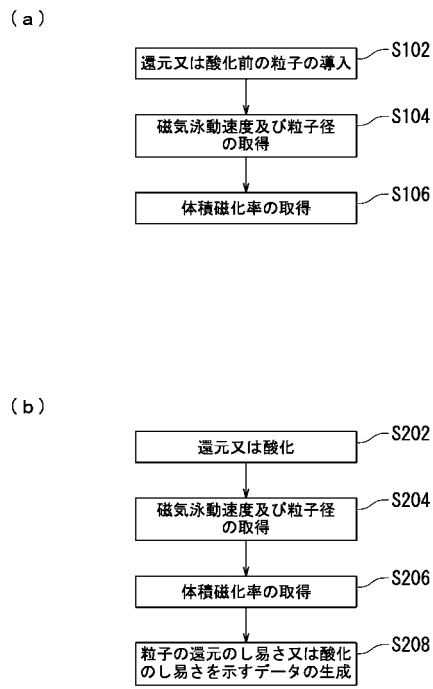 (a)
還元又は酸化前の粒子の導入
S102
磁気泳動速度及び粒子径
の取得
S104
体積磁化率の取得
S106
(b)
還元又は酸化
S202
磁気泳動速度及び粒子径
の取得
S204
体積磁化率の取得
S206
粒子の還元のし易さ又は酸化
のし易さを示すデータの生成
S208